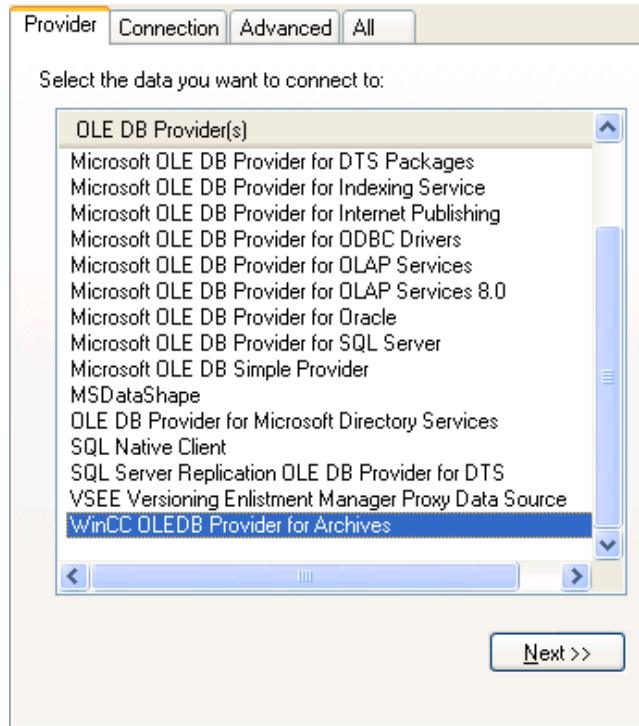 Provider Connection Advanced All
Select the data you want to connect to:
OLE DB Provider(s)
Microsoft OLE DB Provider for DTS Packages
Microsoft OLE DB Provider for Indexing Service
Microsoft OLE DB Provider for Internet Publishing
Microsoft OLE DB Provider for ODBC Drivers
Microsoft OLE DB Provider for OLAP Services
Microsoft OLE DB Provider for OLAP Services 8.0
Microsoft OLE DB Provider for Oracle
Microsoft OLE DB Provider for SQL Server
Microsoft OLE DB Simple Provider
MSDataShape
OLE DB Provider for Microsoft Directory Services
SQL Native Client
SQL Server Replication OLE DB Provider for DTS
VSEE Versioning Enlistment Manager Proxy Data Source
WinCC OLEDB Provider for Archives
Next >>